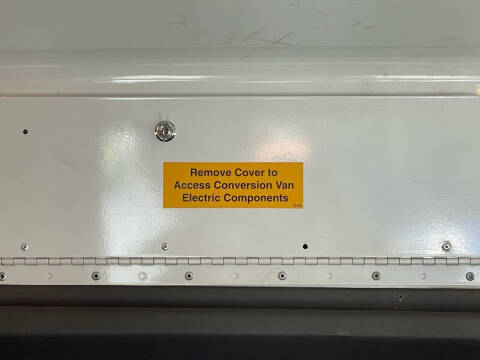 Remove Cover to
Access Conversion Van
Electric Components